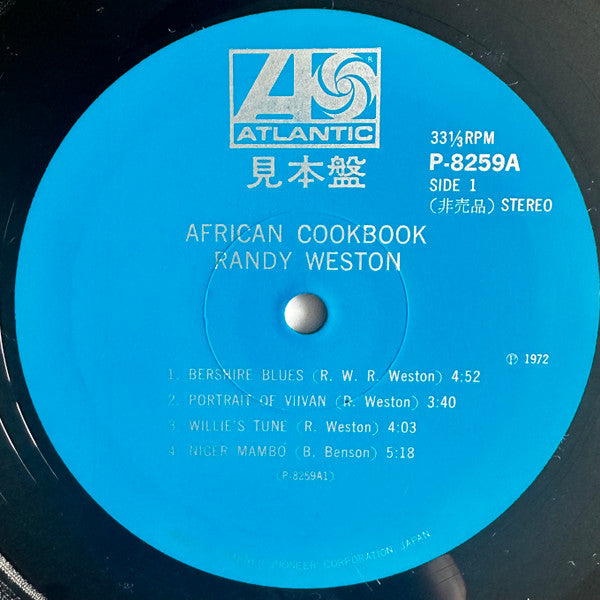 ATLANTIC
®
見本盤
33⅓RPM
P-8259A
SIDE 1
(非売品) STEREO
AFRICAN COOKBOOK
RANDY WESTON
Ⓟ 1972
1. BERSHIRE BLUES (R. W. R. Weston) 4:52
2. PORTRAIT OF VIIVAN (R. Weston) 3:40
3. WILLIE'S TUNE (R. Weston) 4:03
4. NIGER MAMBO (B. Benson) 5:18
(P-8259A1)
PIONEER CORPORATION, JAPAN